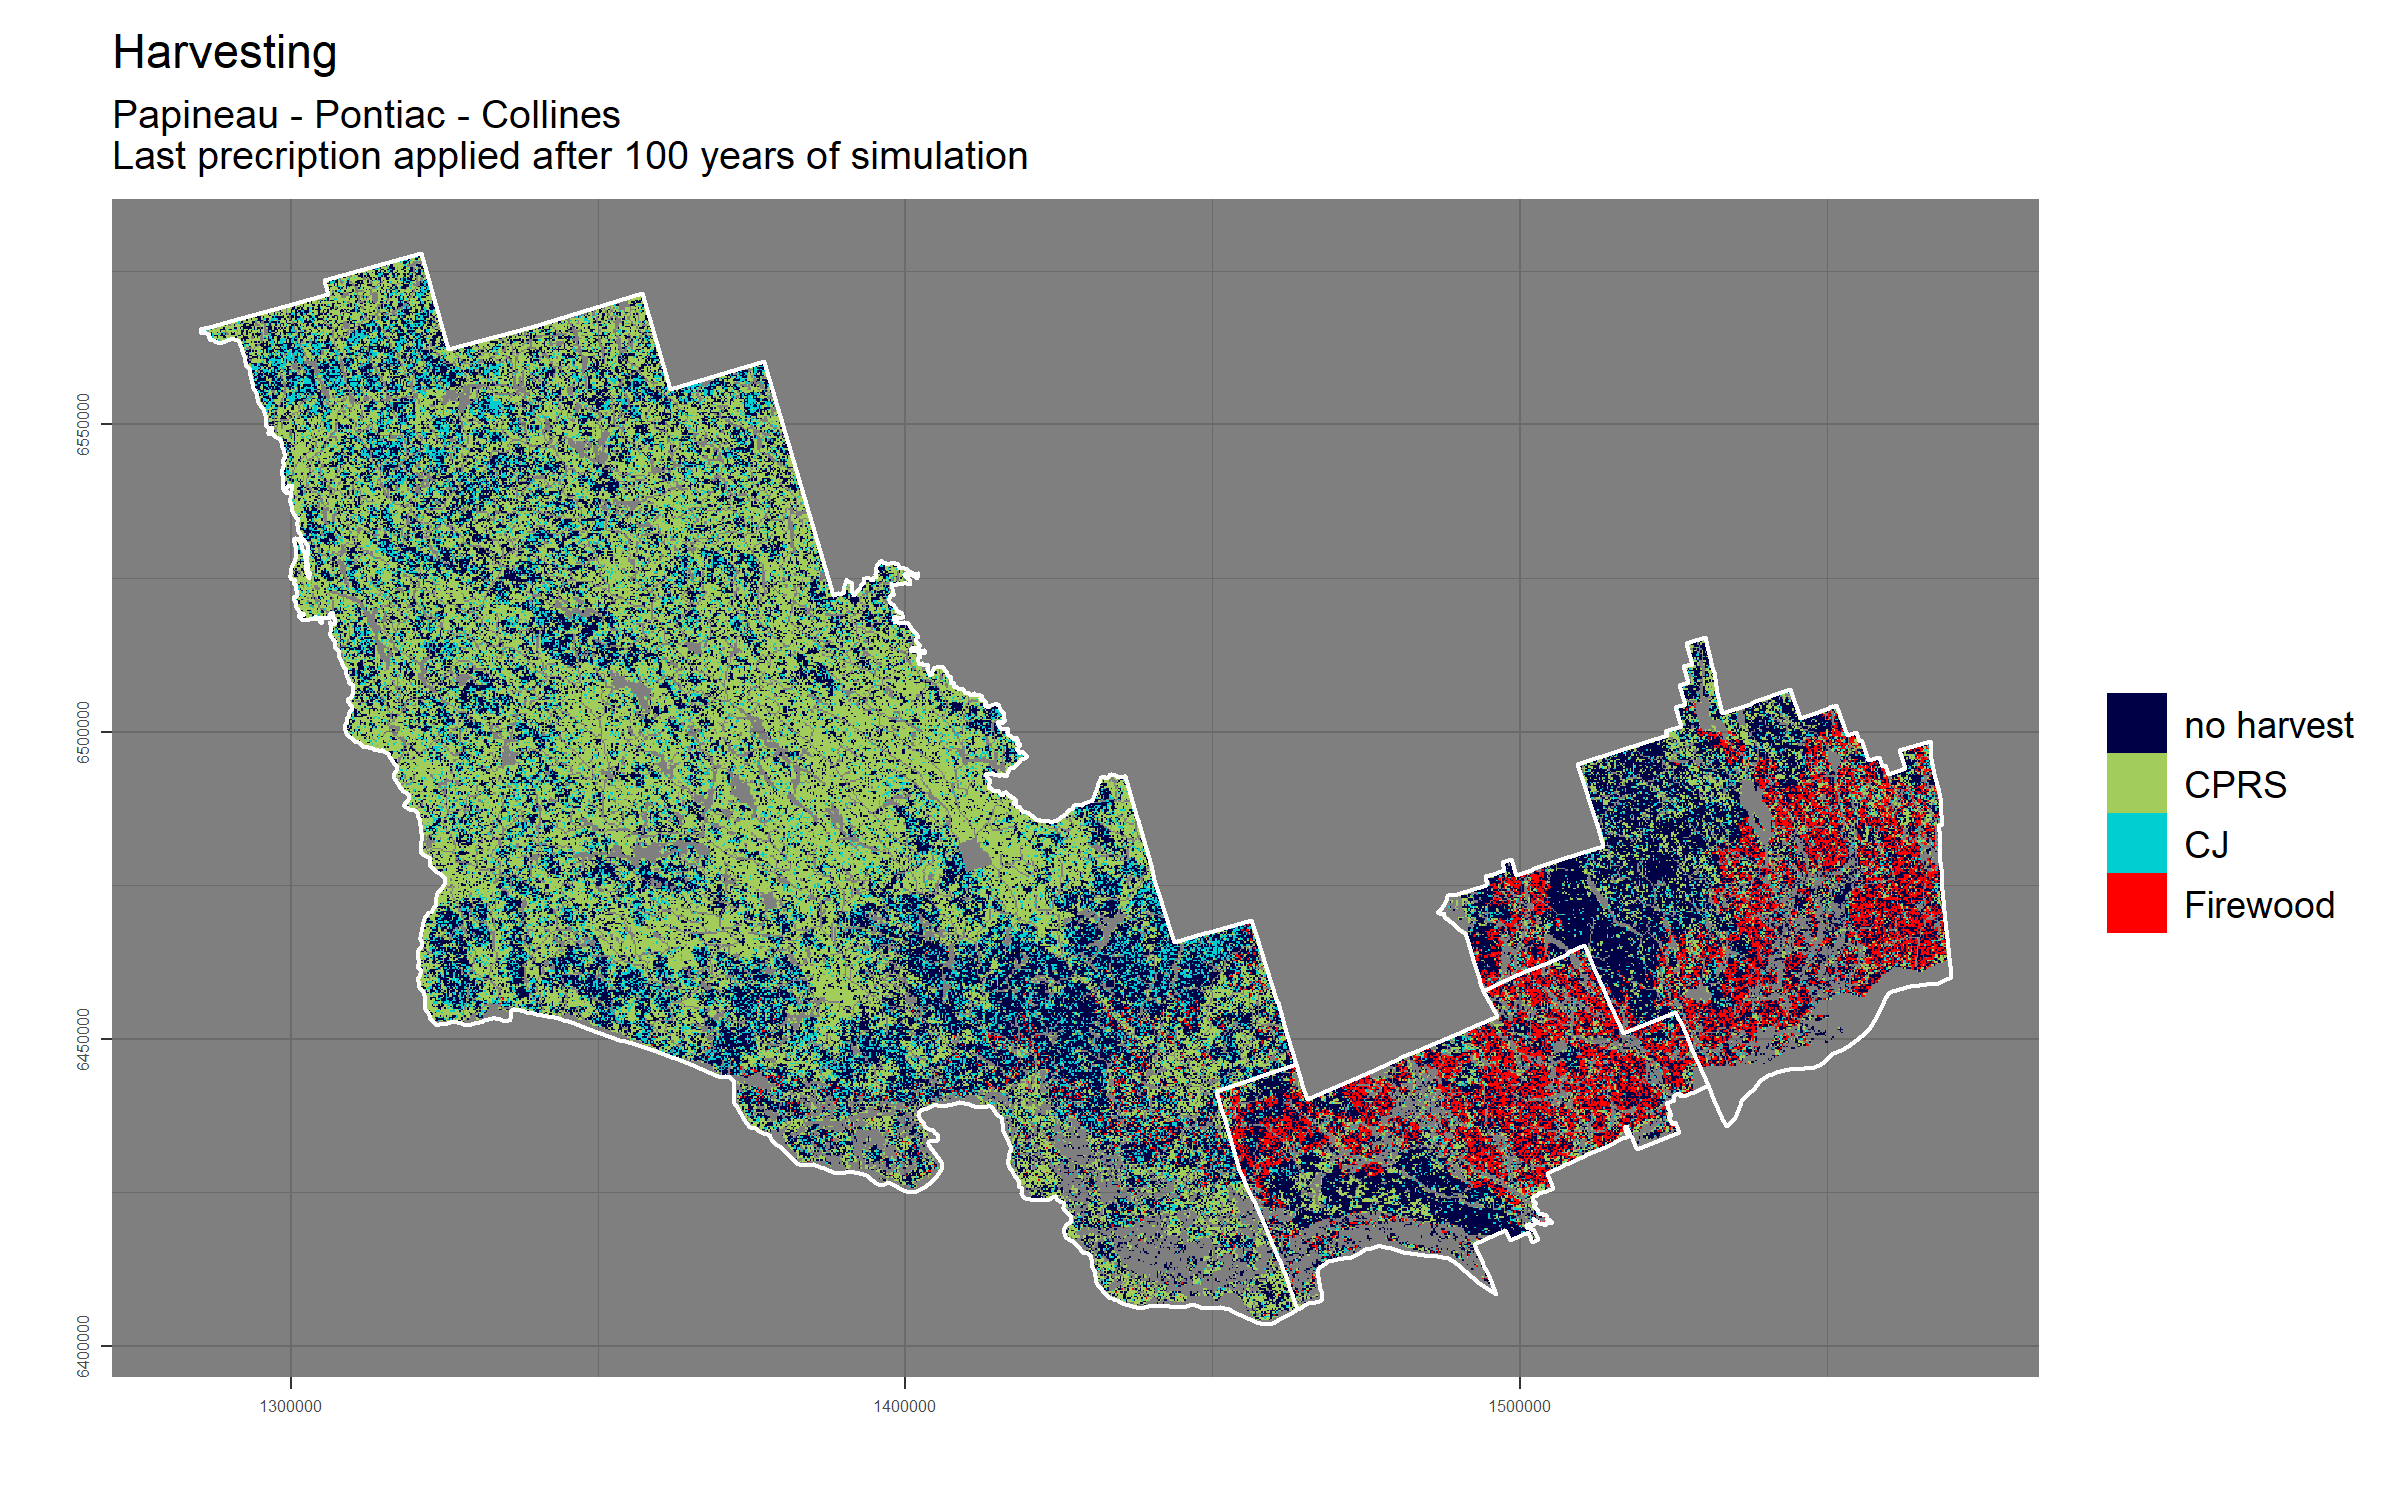 Harvesting
Papineau - Pontiac - Collines
Last precription applied after 100 years of simulation
6550000
6500000
6450000
6400000
1300000
1400000
1500000
no harvest
CPRS
CJ
Firewood